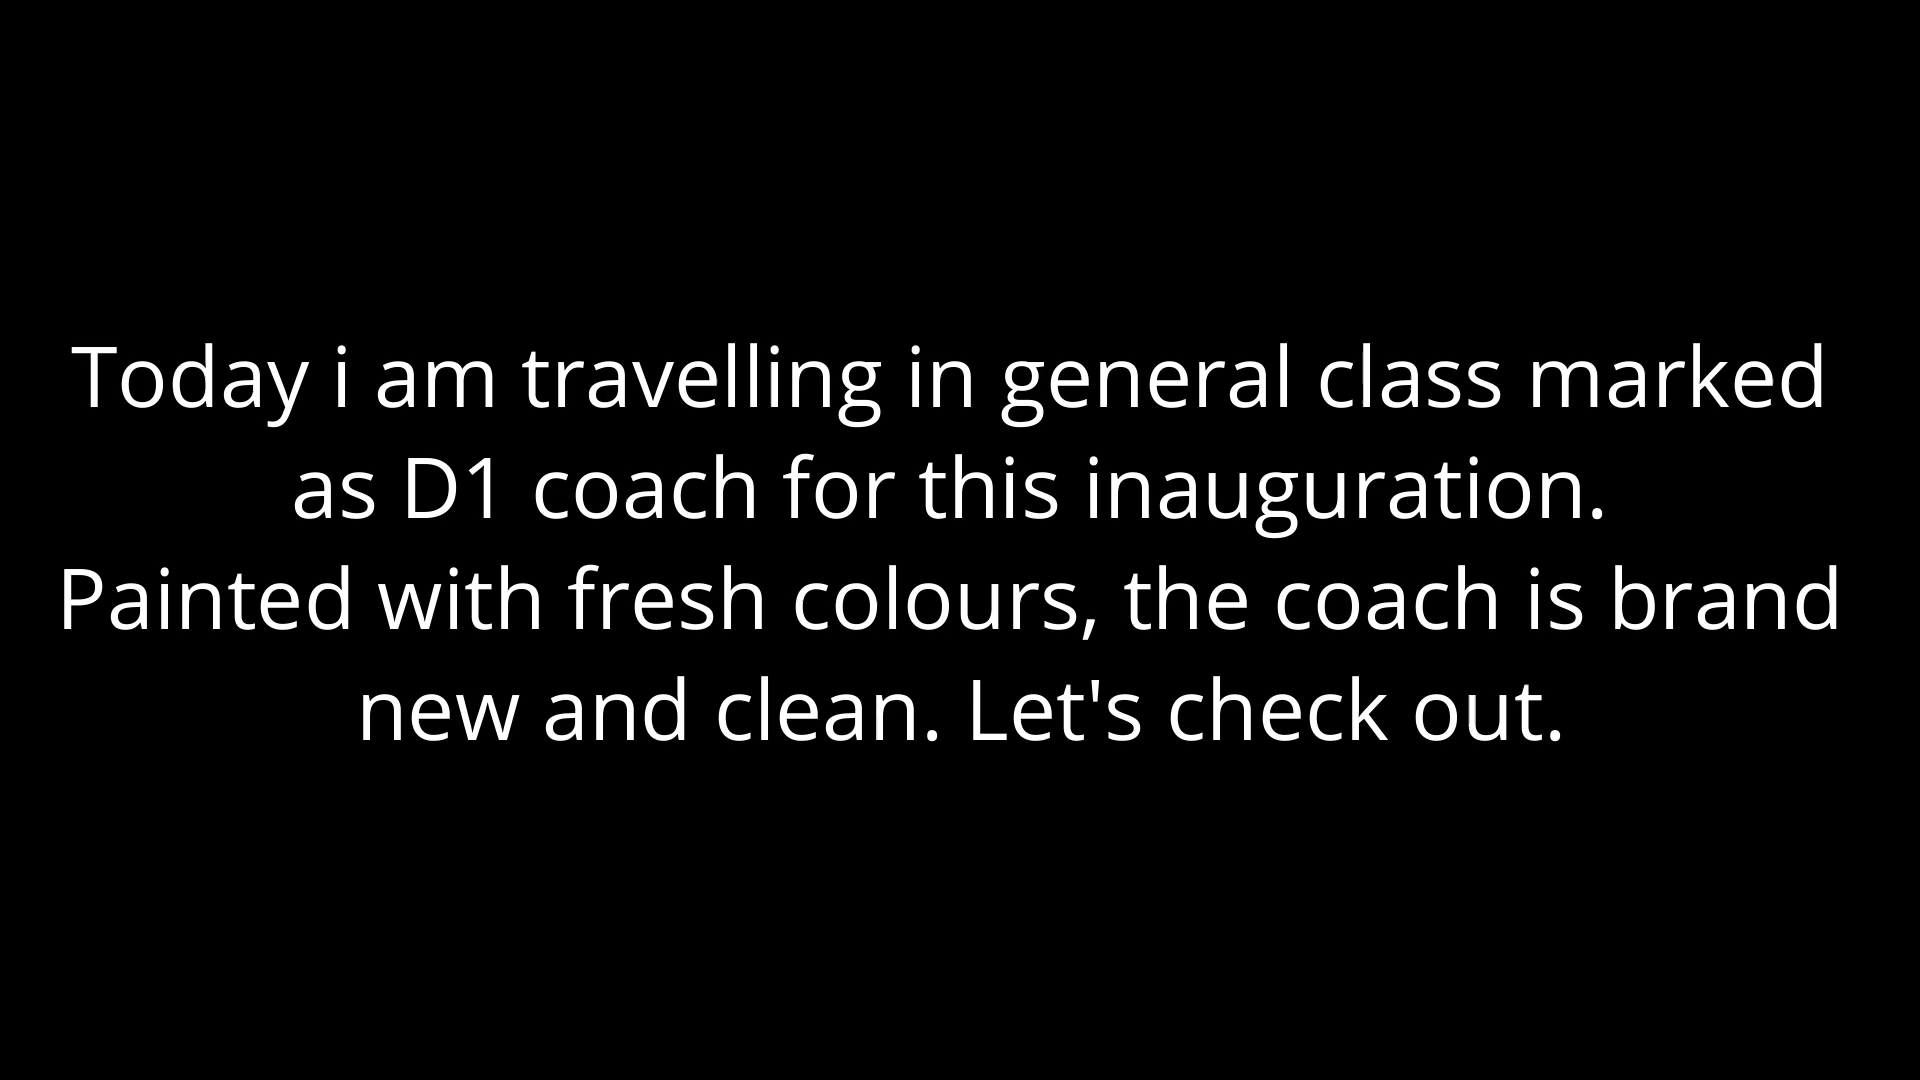 Today i am travelling in general class marked
as D1 coach for this inauguration.
Painted with fresh colours, the coach is brand
new and clean. Let's check out.